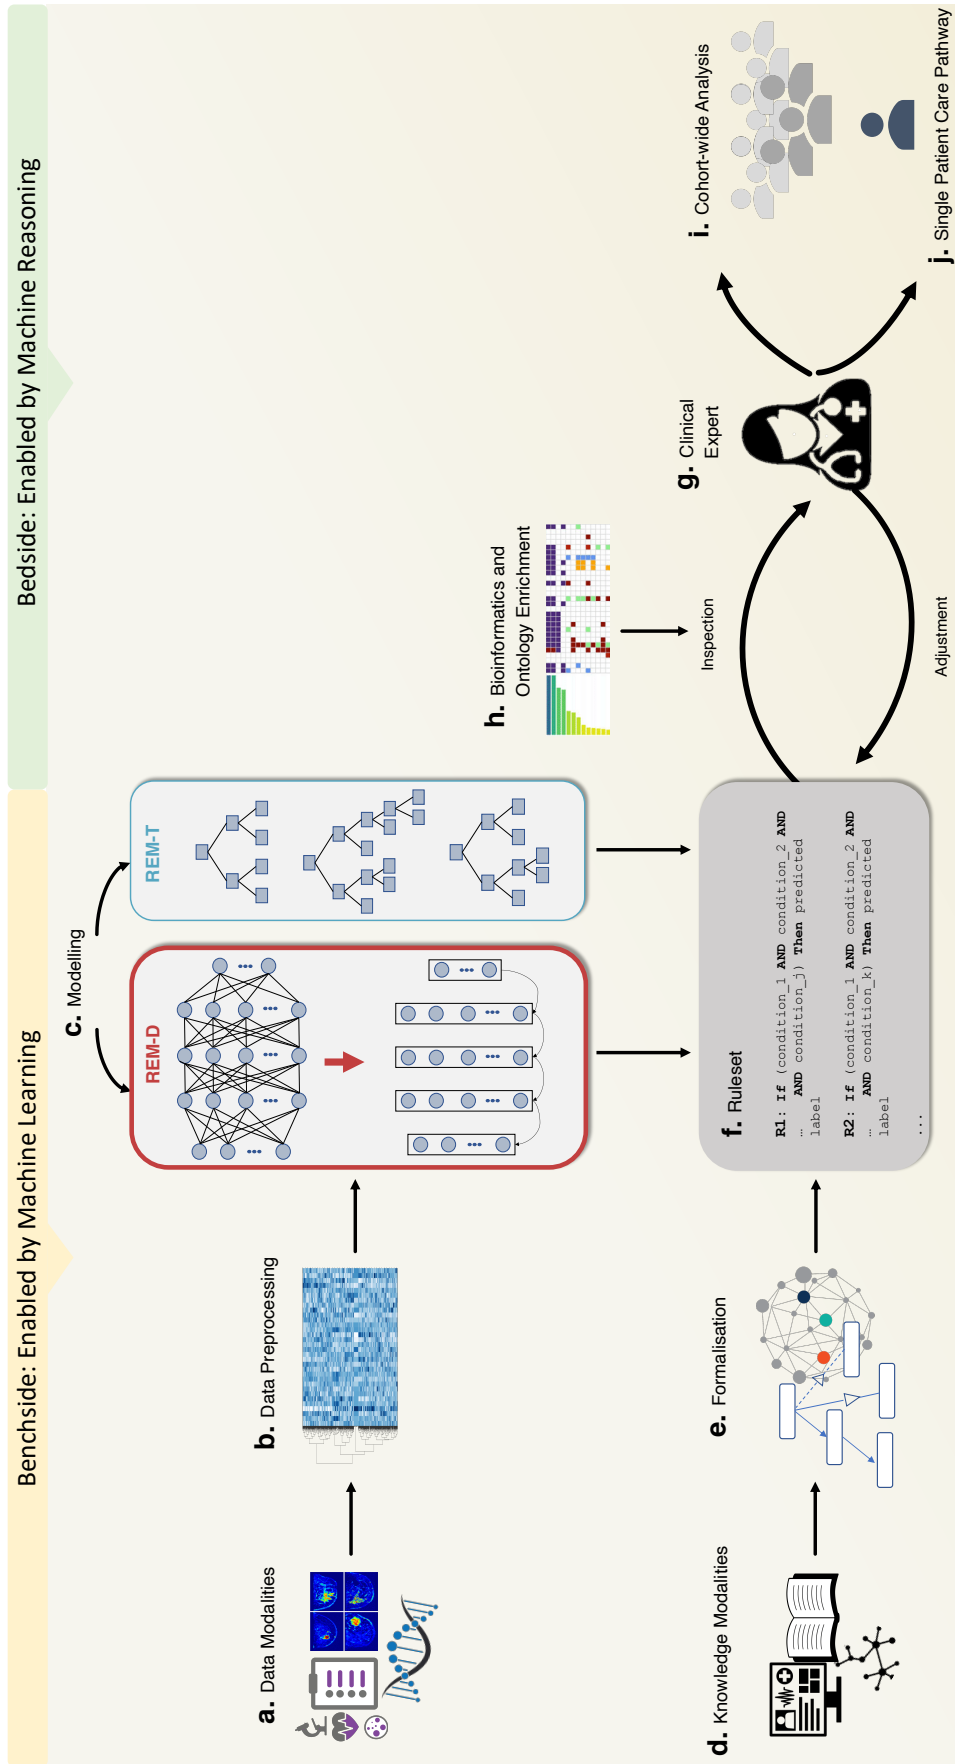 Benchside: Enabled by Machine Learning
Bedside: Enabled by Machine Reasoning
a. Data Modalities
b. Data Preprocessing
c. Modelling
REM-D
REM-T
d. Knowledge Modalities
e. Formalisation
f. Ruleset
R1: If (condition_1 AND condition_2 AND
… AND condition_j) Then predicted
label
R2: If (condition_1 AND condition_2 AND
… AND condition_k) Then predicted
label
...
h. Bioinformatics and
Ontology Enrichment
Inspection
Adjustment
g. Clinical
Expert
i. Cohort-wide Analysis
j. Single Patient Care Pathway